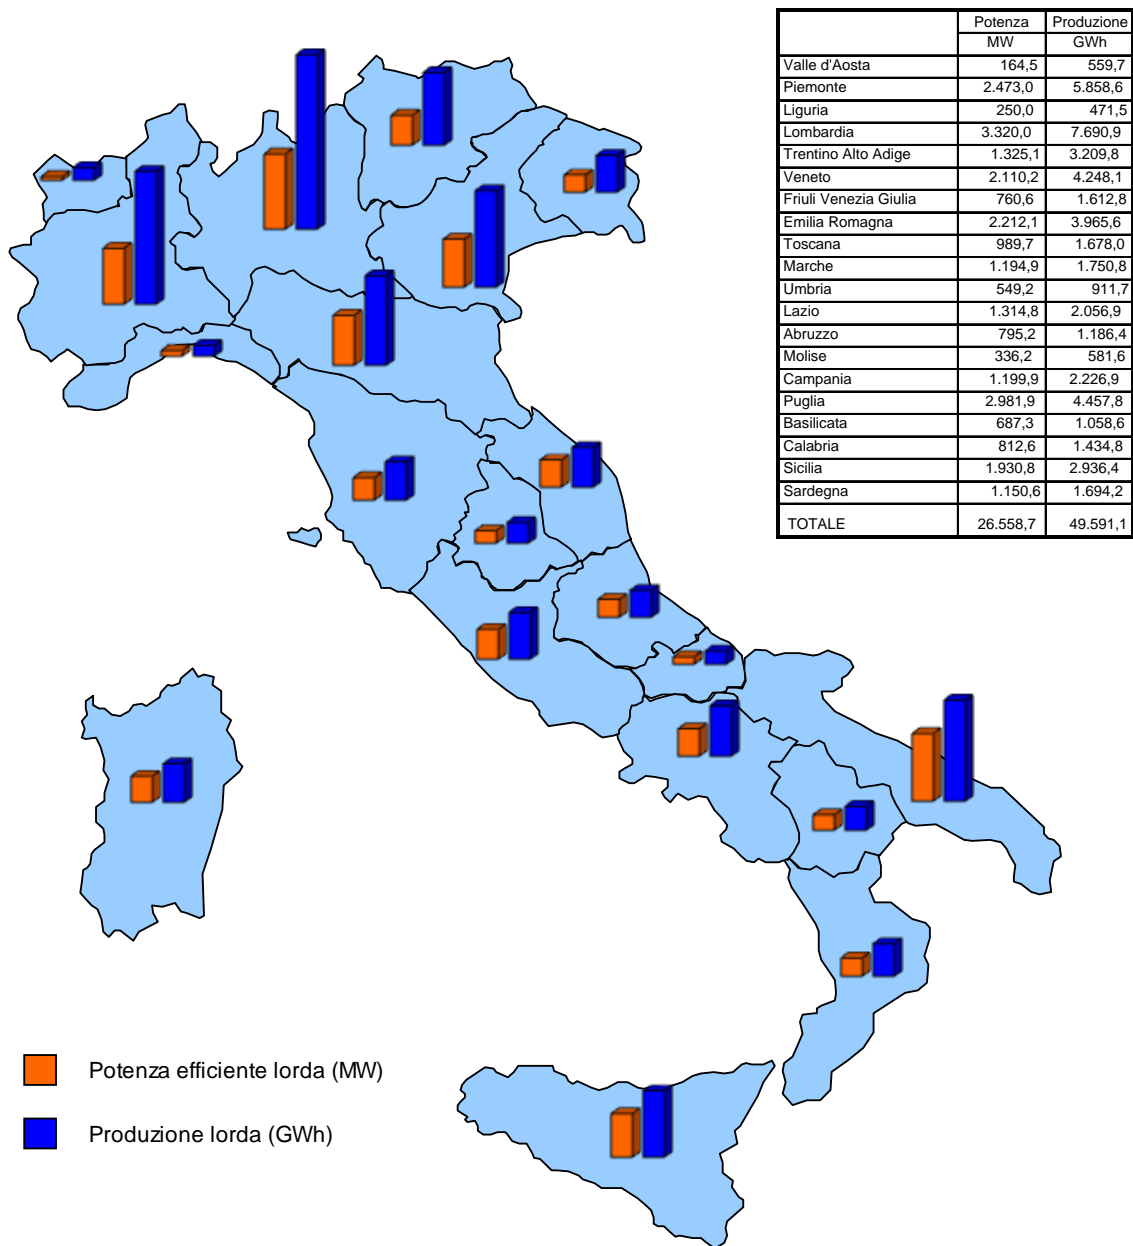 Potenza Produzione
MW GWh
Valle d'Aosta 164,5 559,7
Piemonte 2.473,0 5.858,6
Liguria 250,0 471,5
Lombardia 3.320,0 7.690,9
Trentino Alto Adige 1.325,1 3.209,8
Veneto 2.110,2 4.248,1
Friuli Venezia Giulia 760,6 1.612,8
Emilia Romagna 2.212,1 3.965,6
Toscana 989,7 1.678,0
Marche 1.194,9 1.750,8
Umbria 549,2 911,7
Lazio 1.314,8 2.056,9
Abruzzo 795,2 1.186,4
Molise 336,2 581,6
Campania 1.199,9 2.226,9
Puglia 2.981,9 4.457,8
Basilicata 687,3 1.058,6
Calabria 812,6 1.434,8
Sicilia 1.930,8 2.936,4
Sardegna 1.150,6 1.694,2
TOTALE 26.558,7 49.591,1
Potenza efficiente lorda (MW)
Produzione lorda (GWh)